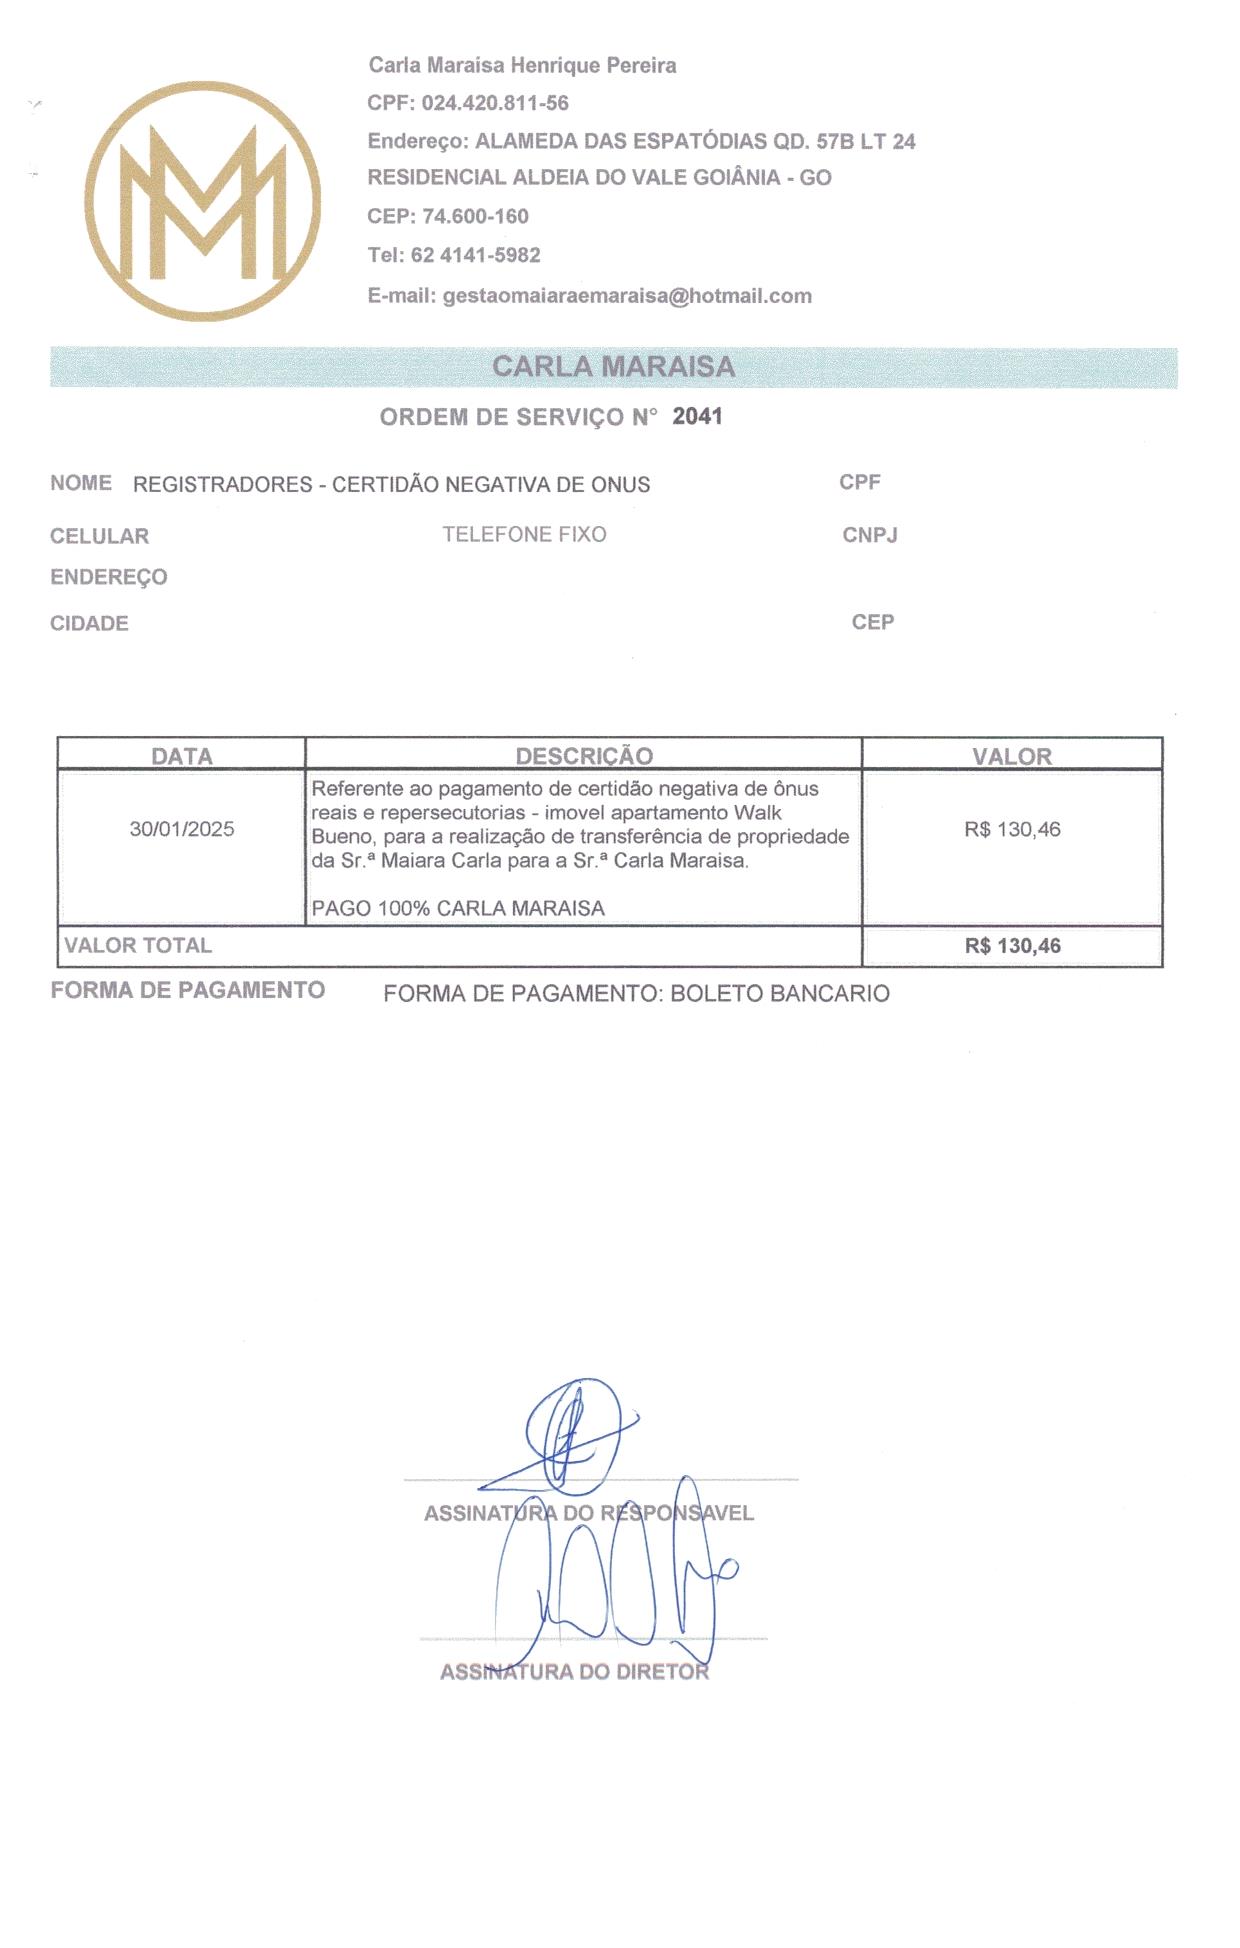 Carla Maraisa Henrique Pereira
CPF: 024.420.811-56
Endereço: ALAMEDA DAS ESPATÓDIAS QD. 57B LT 24
RESIDENCIAL ALDEIA DO VALE GOIÂNIA - GO
CEP: 74.600-160
Tel: 62 4141-5982
E-mail: gestaomaiaraemaraisa@hotmail.com
CARLA MARAISA
ORDEM DE SERVIÇO N° 2041
NOME REGISTRADORES - CERTIDÃO NEGATIVA DE ONUS CPF
CELULAR TELEFONE FIXO CNPJ
ENDEREÇO
CIDADE CEP
DATA DESCRIÇÃO VALOR
Referente ao pagamento de certidão negativa de ônus
reais e repersecutorias - imovel apartamento Walk
30/01/2025 Bueno, para a realização de transferência de propriedade R$ 130,46
da Sr.ª Maiara Carla para a Sr.ª Carla Maraisa.
PAGO 100% CARLA MARAISA
VALOR TOTAL R$ 130,46
FORMA DE PAGAMENTO FORMA DE PAGAMENTO: BOLETO BANCARIO
ASSINATURA DO RESPONSAVEL
ASSINATURA DO DIRETOR